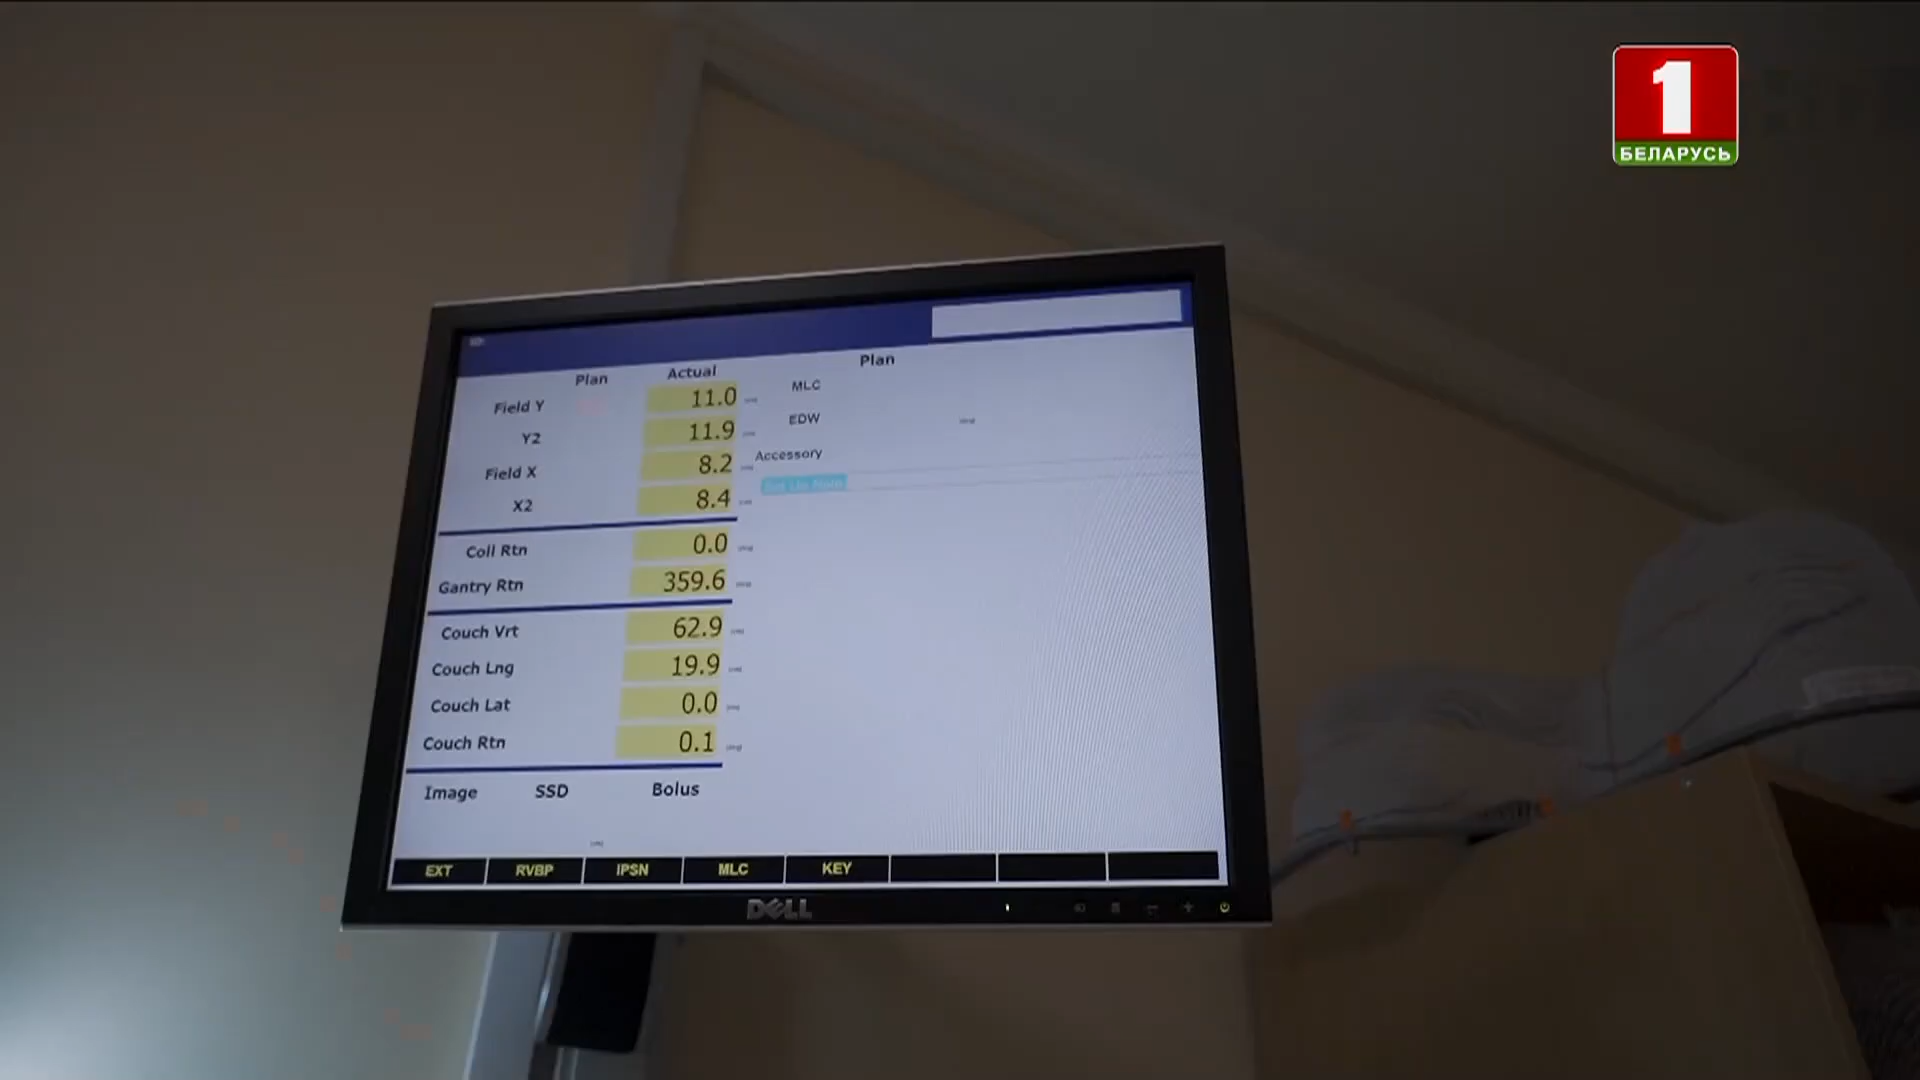 1
БЕЛАРУСЬ
Plan Actual Plan
Field Y 11.0 MLC
Y2 11.9 EDW
Field X 8.2 Accessory
X2 8.4
Coll Rtn 0.0
Gantry Rtn 359.6
Couch Vrt 62.9
Couch Lng 19.9
Couch Lat 0.0
Couch Rtn 0.1
Image SSD Bolus
EXT RVBP IPSN MLC KEY
DELL